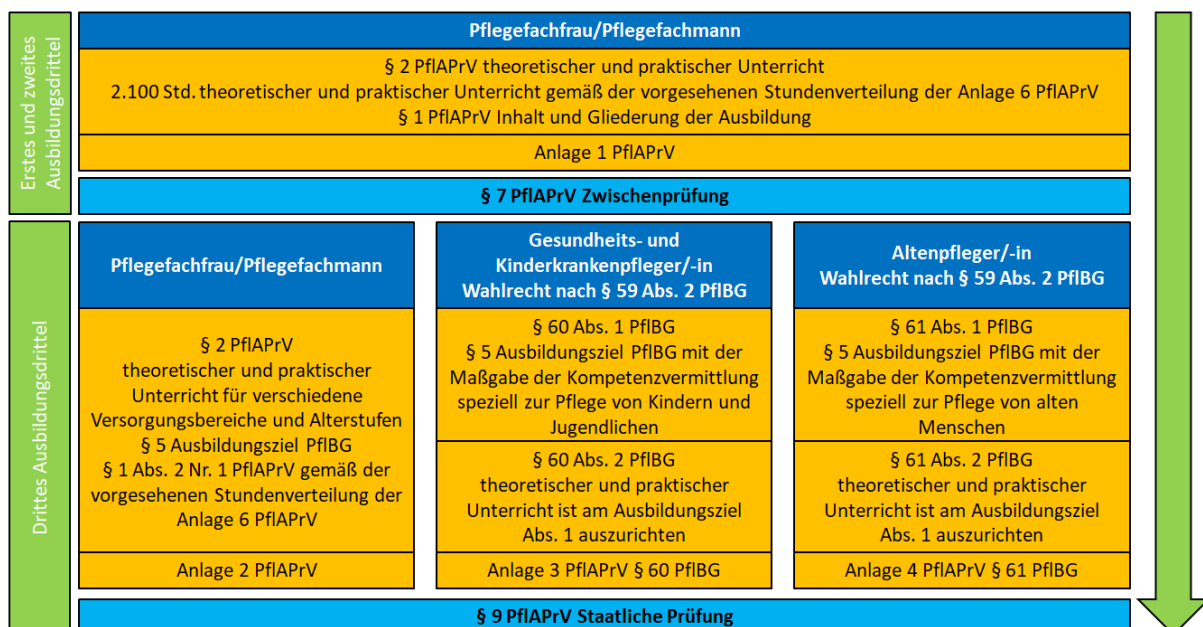 Erstes und zweites
Ausbildungsdrittel
Pflegefachfrau/Pflegefachmann
§ 2 PflAPrV theoretischer und praktischer Unterricht
2.100 Std. theoretischer und praktischer Unterricht gemäß der vorgesehenen Stundenverteilung der Anlage 6 PflAPrV
§ 1 PflAPrV Inhalt und Gliederung der Ausbildung
Anlage 1 PflAPrV
§ 7 PflAPrV Zwischenprüfung
Drittes Ausbildungsdrittel
Pflegefachfrau/Pflegefachmann
§ 2 PflAPrV
theoretischer und praktischer
Unterricht für verschiedene
Versorgungsbereiche und Alterstufen
§ 5 Ausbildungsziel PflBG
§ 1 Abs. 2 Nr. 1 PflAPrV gemäß der
vorgesehenen Stundenverteilung der
Anlage 6 PflAPrV
Anlage 2 PflAPrV
Gesundheits- und
Kinderkrankenpfleger/-in
Wahlrecht nach § 59 Abs. 2 PflBG
§ 60 Abs. 1 PflBG
§ 5 Ausbildungsziel PflBG mit der
Maßgabe der Kompetenzvermittlung
speziell zur Pflege von Kindern und
Jugendlichen
§ 60 Abs. 2 PflBG
theoretischer und praktischer
Unterricht ist am Ausbildungsziel
Abs. 1 auszurichten
Anlage 3 PflAPrV § 60 PflBG
Altenpfleger/-in
Wahlrecht nach § 59 Abs. 2 PflBG
§ 61 Abs. 1 PflBG
§ 5 Ausbildungsziel PflBG mit der
Maßgabe der Kompetenzvermittlung
speziell zur Pflege von alten
Menschen
§ 61 Abs. 2 PflBG
theoretischer und praktischer
Unterricht ist am Ausbildungsziel
Abs. 1 auszurichten
Anlage 4 PflAPrV § 61 PflBG
§ 9 PflAPrV Staatliche Prüfung